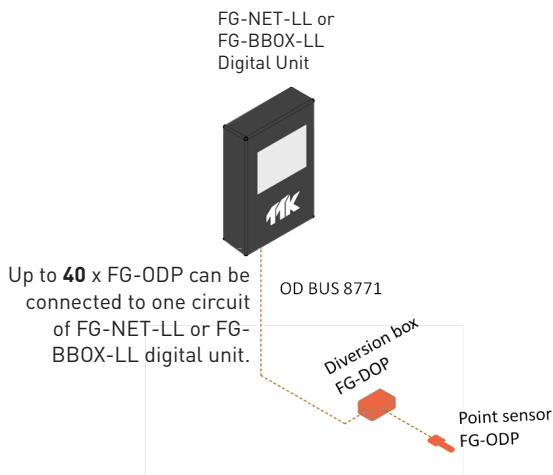 FG-NET-LL or
FG-BBOX-LL
Digital Unit
TTK
Up to 40 x FG-ODP can be
connected to one circuit
of FG-NET-LL or FG-
BBOX-LL digital unit.
OD BUS 8771
Diversion box
FG-DOP
Point sensor
FG-ODP